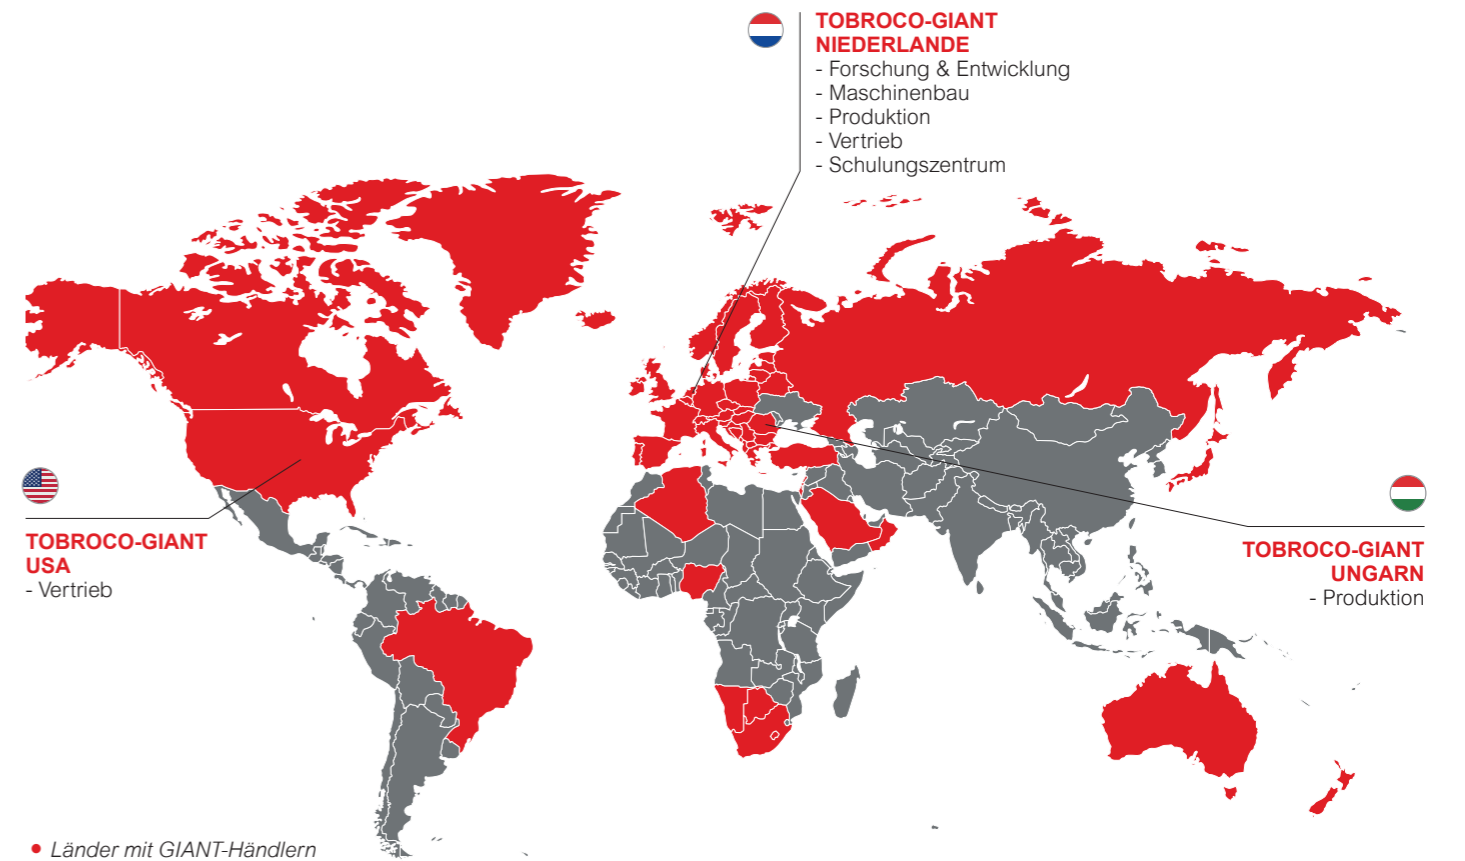 TOBROCO-GIANT
NIEDERLANDE
- Forschung & Entwicklung
- Maschinenbau
- Produktion
- Vertrieb
- Schulungszentrum
TOBROCO-GIANT
USA
- Vertrieb
TOBROCO-GIANT
UNGARN
- Produktion
• Länder mit GIANT-Händlern